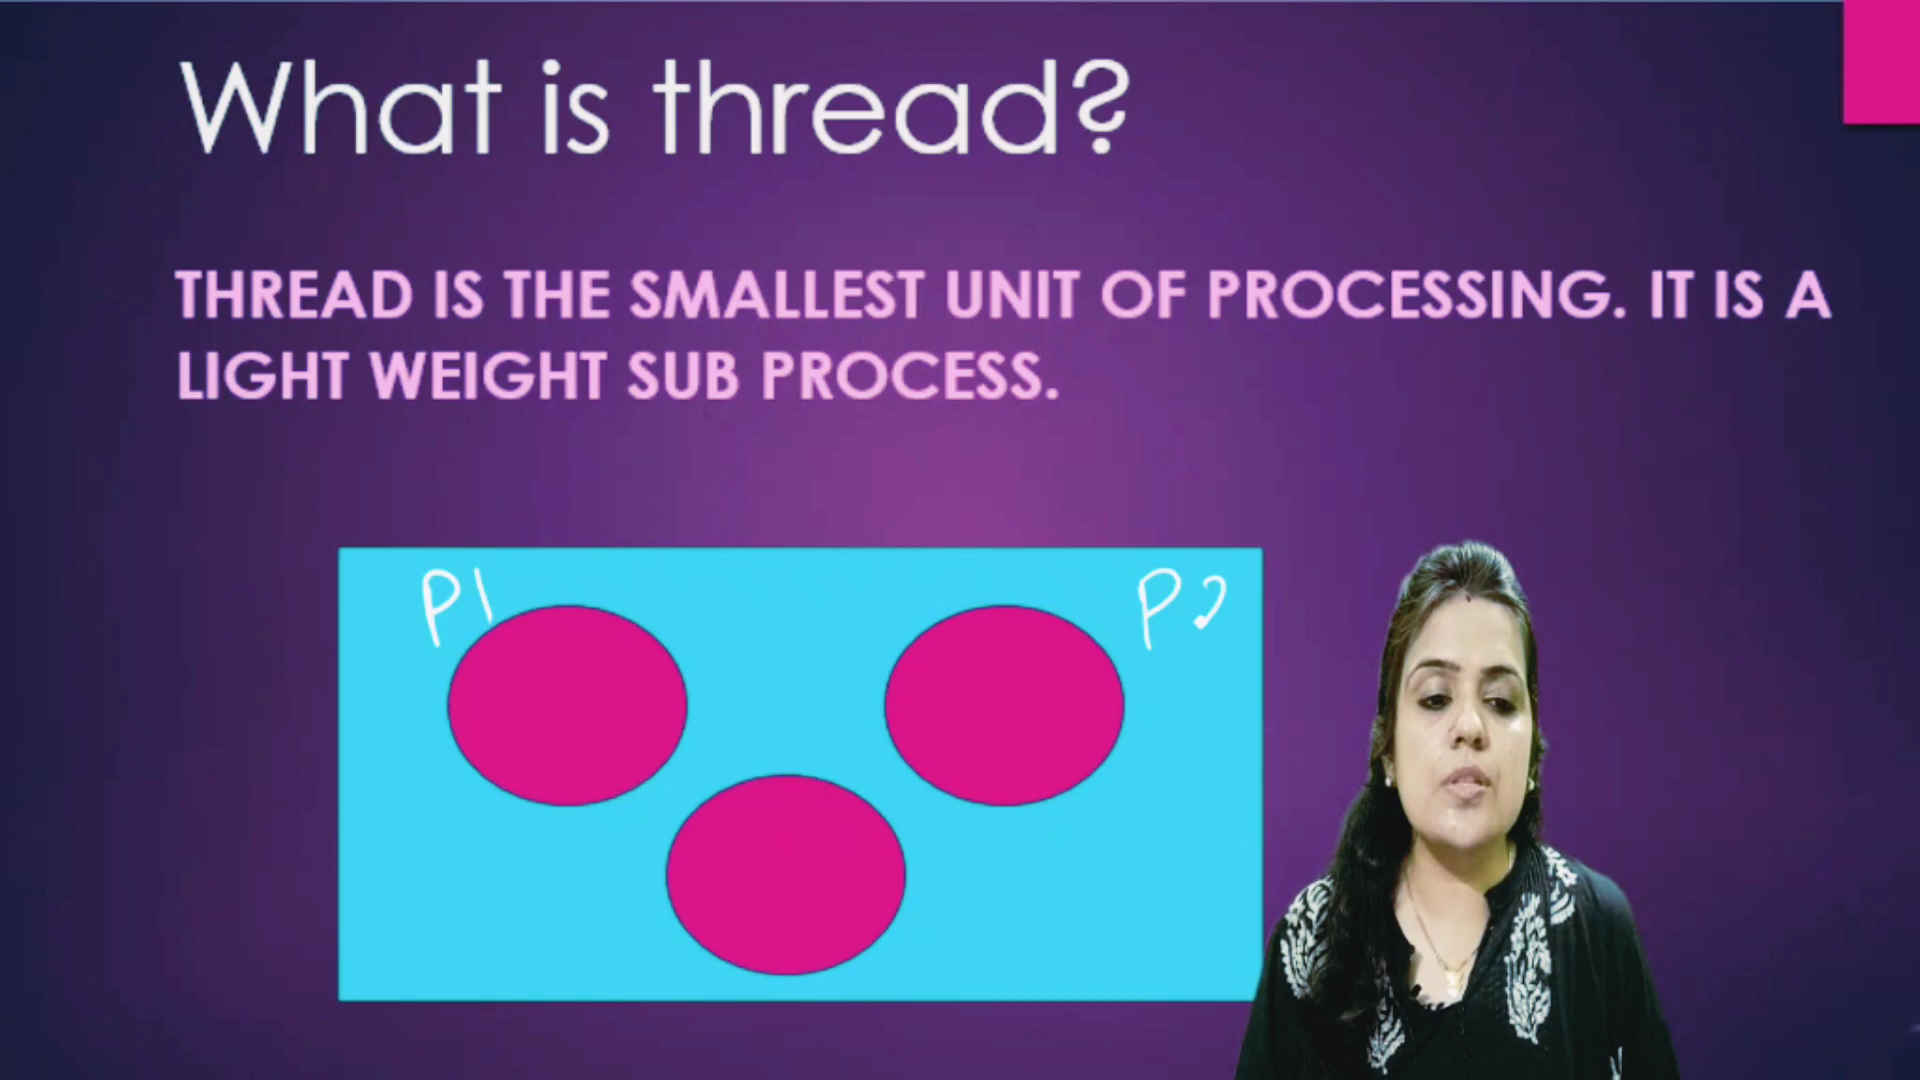 What is thread?
THREAD IS THE SMALLEST UNIT OF PROCESSING. IT IS A
LIGHT WEIGHT SUB PROCESS.
P1
P2